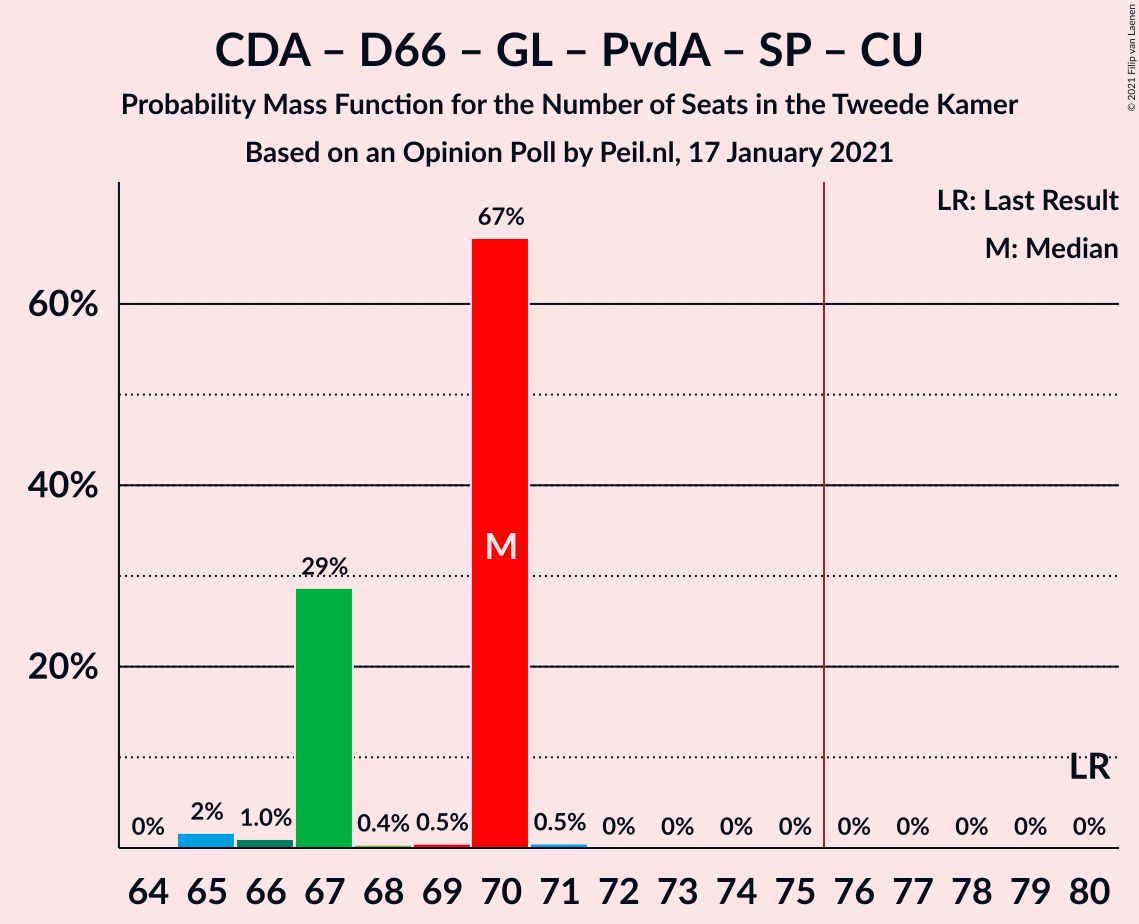 CDA – D66 – GL – PvdA – SP – CU
Probability Mass Function for the Number of Seats in the Tweede Kamer
Based on an Opinion Poll by Peil.nl, 17 January 2021
© 2021 Filip van Laenen
LR: Last Result
M: Median
67%
60%
29%
M
40%
20%
LR
0% 2% 1.0% 0.4% 0.5% 0.5% 0% 0% 0% 0% 0% 0% 0% 0% 0%
64 65 66 67 68 69 70 71 72 73 74 75 76 77 78 79 80